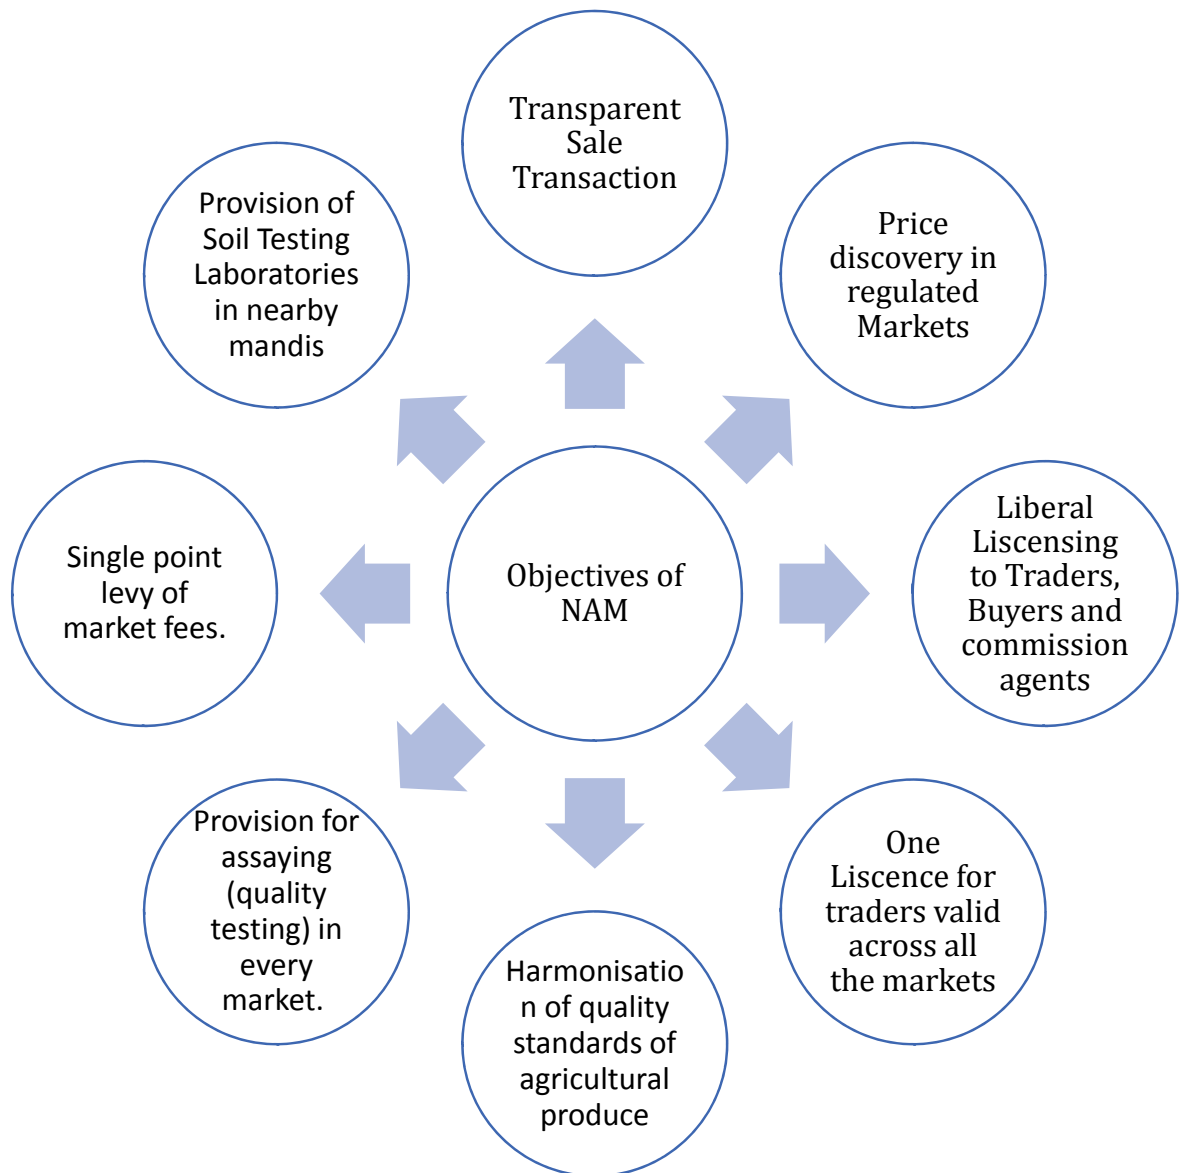 Transparent
Sale
Transaction
Price
discovery in
regulated
Markets
Liberal
Liscensing
to Traders,
Buyers and
commission
agents
One
Liscence for
traders valid
across all
the markets
Harmonisatio
n of quality
standards of
agricultural
produce
Provision for
assaying
(quality
testing) in
every
market.
Single point
levy of
market fees.
Provision of
Soil Testing
Laboratories
in nearby
mandis
Objectives of
NAM